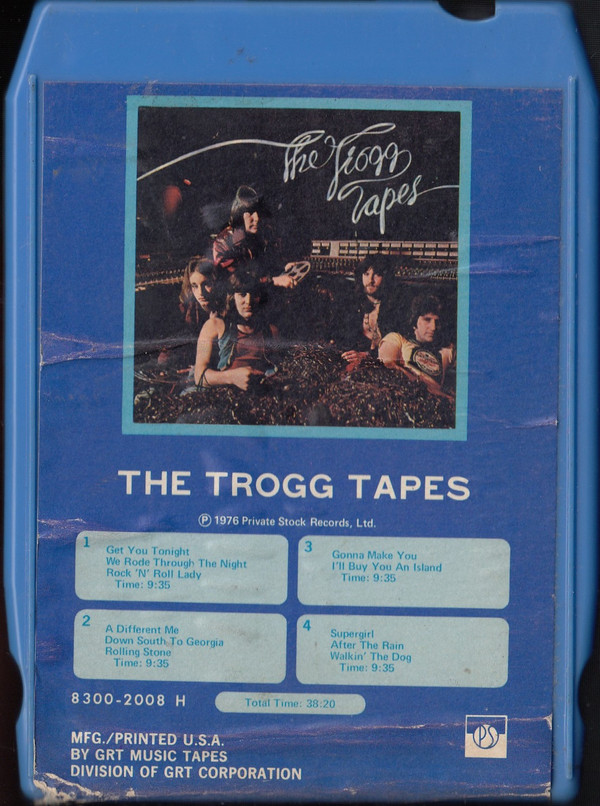 The Trogg
Tapes
THE TROGG TAPES
Ⓟ 1976 Private Stock Records, Ltd.
1
Get You Tonight
We Rode Through The Night
Rock 'N' Roll Lady
Time: 9:35
2
A Different Me
Down South To Georgia
Rolling Stone
Time: 9:35
3
Gonna Make You
I'll Buy You An Island
Time: 9:35
4
Supergirl
After The Rain
Walkin' The Dog
Time: 9:35
8300-2008 H
Total Time: 38:20
MFG./PRINTED U.S.A.
BY GRT MUSIC TAPES
DIVISION OF GRT CORPORATION
PS